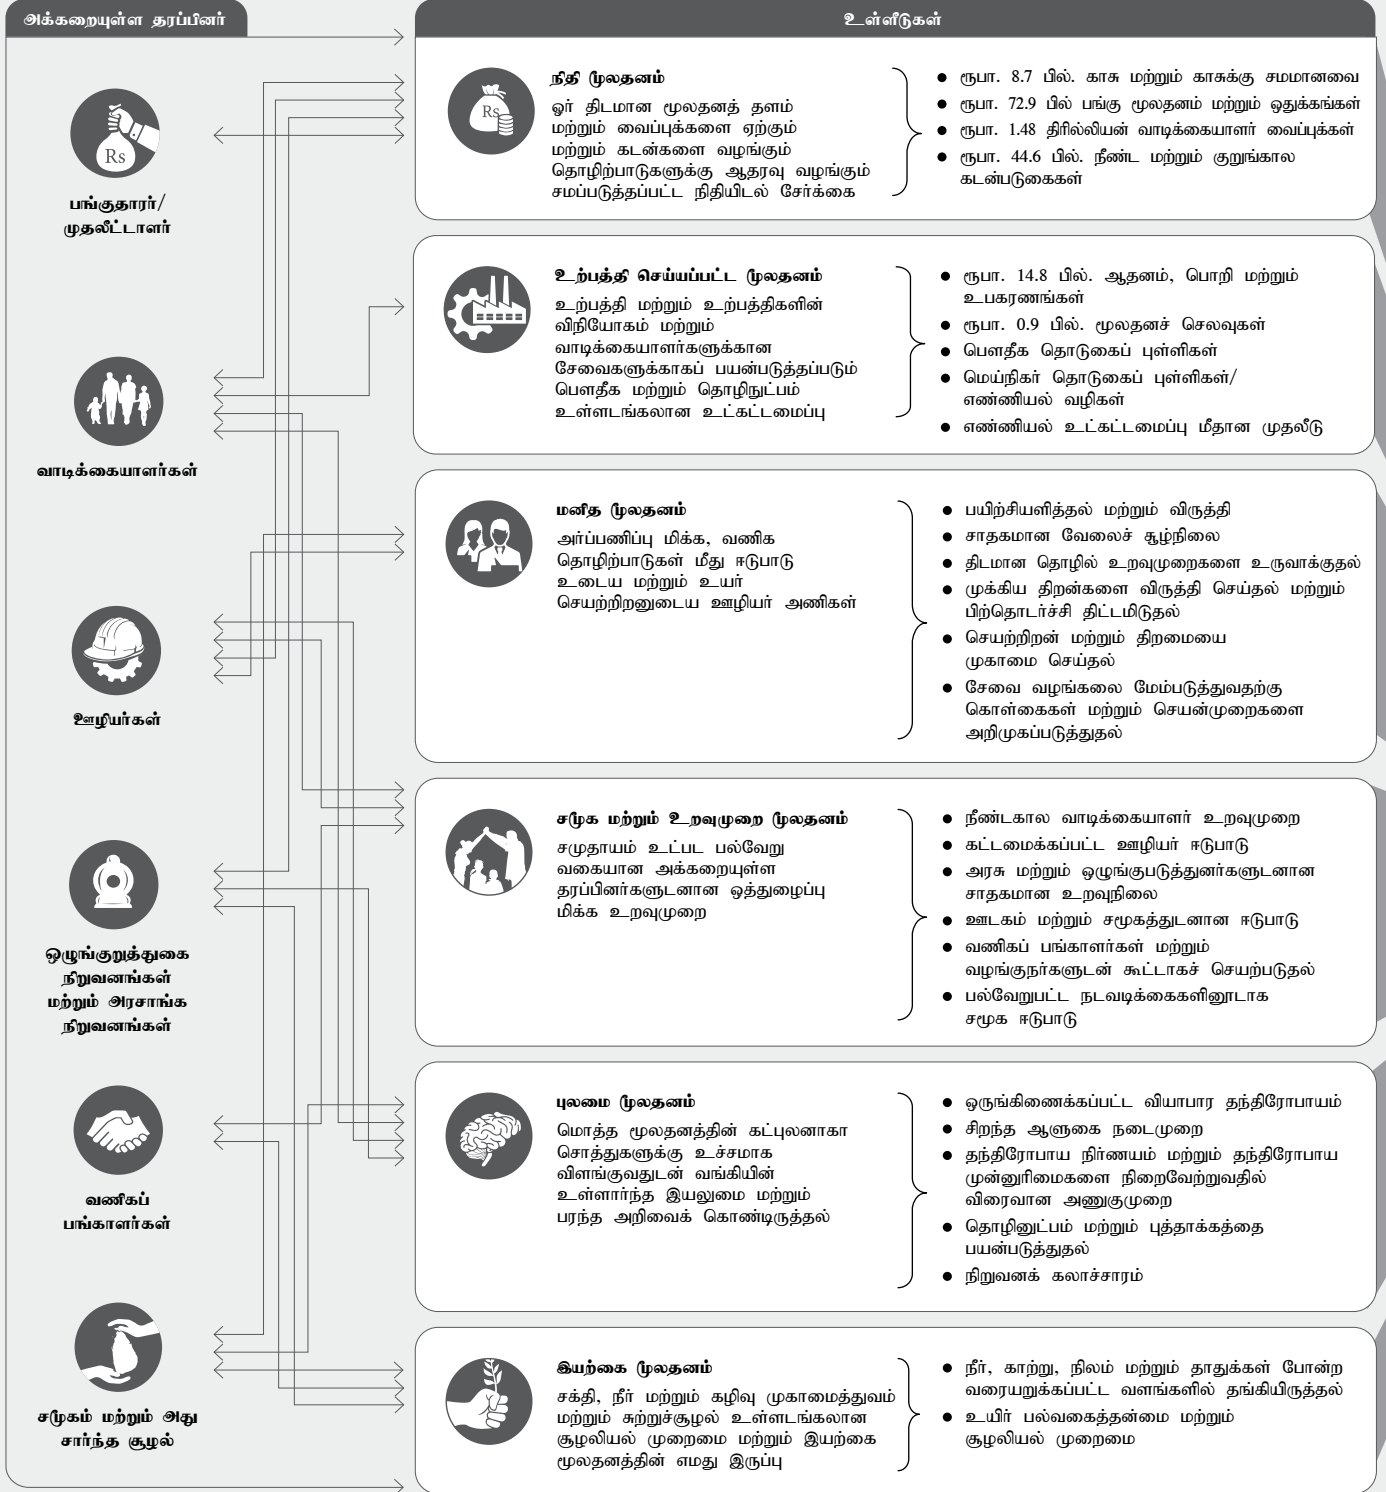 அக்கறையுள்ள தரப்பினர்
உள்ளீடுகள்
Rs
பங்குதாரர்/
முதலீட்டாளர்
வாடிக்கையாளர்கள்
ஊழியர்கள்
ஒழுங்குறுத்துகை
நிறுவனங்கள்
மற்றும் அரசாங்க
நிறுவனங்கள்
வணிகப்
பங்காளர்கள்
சமூகம் மற்றும் அது
சார்ந்த சூழல்
Rs
நிதி மூலதனம்
ஓர் திடமான மூலதனத் தளம்
மற்றும் வைப்புக்களை ஏற்கும்
மற்றும் கடன்களை வழங்கும்
தொழிற்பாடுகளுக்கு ஆதரவு வழங்கும்
சமப்படுத்தப்பட்ட நிதியிடல் சேர்க்கை
● ரூபா. 8.7 பில். காசு மற்றும் காசுக்கு சமமானவை
● ரூபா. 72.9 பில் பங்கு மூலதனம் மற்றும் ஒதுக்கங்கள்
● ரூபா. 1.48 திரில்லியன் வாடிக்கையாளர் வைப்புக்கள்
● ரூபா. 44.6 பில். நீண்ட மற்றும் குறுங்கால
கடன்படுகைகள்
உற்பத்தி செய்யப்பட்ட மூலதனம்
உற்பத்தி மற்றும் உற்பத்திகளின்
விநியோகம் மற்றும்
வாடிக்கையாளர்களுக்கான
சேவைகளுக்காகப் பயன்படுத்தப்படும்
பௌதீக மற்றும் தொழிநுட்பம்
உள்ளடங்கலான உட்கட்டமைப்பு
● ரூபா. 14.8 பில். ஆதனம், பொறி மற்றும்
உபகரணங்கள்
● ரூபா. 0.9 பில். மூலதனச் செலவுகள்
● பௌதீக தொடுகைப் புள்ளிகள்
● மெய்நிகர் தொடுகைப் புள்ளிகள்/
எண்ணியல் வழிகள்
● எண்ணியல் உட்கட்டமைப்பு மீதான முதலீடு
மனித மூலதனம்
அர்ப்பணிப்பு மிக்க, வணிக
தொழிற்பாடுகள் மீது ஈடுபாடு
உடைய மற்றும் உயர்
செயற்றிறனுடைய ஊழியர் அணிகள்
● பயிற்சியளித்தல் மற்றும் விருத்தி
● சாதகமான வேலைச் சூழ்நிலை
● திடமான தொழில் உறவுமுறைகளை உருவாக்குதல்
● முக்கிய திறன்களை விருத்தி செய்தல் மற்றும்
பிற்தொடர்ச்சி திட்டமிடுதல்
● செயற்றிறன் மற்றும் திறமையை
முகாமை செய்தல்
● சேவை வழங்கலை மேம்படுத்துவதற்கு
கொள்கைகள் மற்றும் செயன்முறைகளை
அறிமுகப்படுத்துதல்
சமூக மற்றும் உறவுமுறை மூலதனம்
சமுதாயம் உட்பட பல்வேறு
வகையான அக்கறையுள்ள
தரப்பினர்களுடனான ஒத்துழைப்பு
மிக்க உறவுமுறை
● நீண்டகால வாடிக்கையாளர் உறவுமுறை
● கட்டமைக்கப்பட்ட ஊழியர் ஈடுபாடு
● அரசு மற்றும் ஒழுங்குபடுத்துனர்களுடனான
சாதகமான உறவுநிலை
● ஊடகம் மற்றும் சமூகத்துடனான ஈடுபாடு
● வணிகப் பங்காளர்கள் மற்றும்
வழங்குநர்களுடன் கூட்டாகச் செயற்படுதல்
● பல்வேறுபட்ட நடவடிக்கைகளினூடாக
சமூக ஈடுபாடு
புலமை மூலதனம்
மொத்த மூலதனத்தின் கட்புலனாகா
சொத்துகளுக்கு உச்சமாக
விளங்குவதுடன் வங்கியின்
உள்ளார்ந்த இயலுமை மற்றும்
பரந்த அறிவைக் கொண்டிருத்தல்
● ஒருங்கிணைக்கப்பட்ட வியாபார தந்திரோபாயம்
● சிறந்த ஆளுகை நடைமுறை
● தந்திரோபாய நிர்ணயம் மற்றும் தந்திரோபாய
முன்னுரிமைகளை நிறைவேற்றுவதில்
விரைவான அணுகுமுறை
● தொழினுட்பம் மற்றும் புத்தாக்கத்தை
பயன்படுத்துதல்
● நிறுவனக் கலாச்சாரம்
இயற்கை மூலதனம்
சக்தி, நீர் மற்றும் கழிவு முகாமைத்துவம்
மற்றும் சுற்றுச்சூழல் உள்ளடங்கலான
சூழலியல் முறைமை மற்றும் இயற்கை
மூலதனத்தின் எமது இருப்பு
● நீர், காற்று, நிலம் மற்றும் தாதுக்கள் போன்ற
வரையறுக்கப்பட்ட வளங்களில் தங்கியிருத்தல்
● உயிர் பல்வகைத்தன்மை மற்றும்
சூழலியல் முறைமை